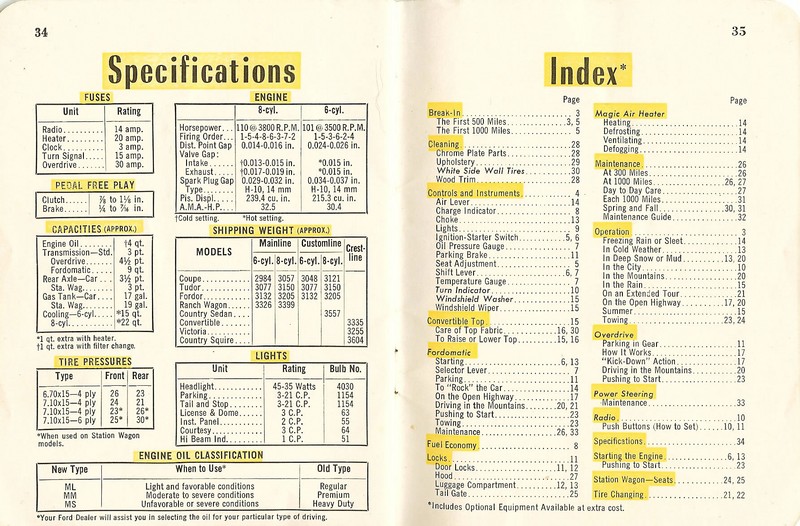 34
Specifications
FUSES
Unit Rating
Radio......... 14 amp.
Heater......... 20 amp.
Clock......... 3 amp.
Turn Signal...... 15 amp.
Overdrive........ 30 amp.
PEDAL FREE PLAY
Clutch......... ⅞ to 1⅛ in.
Brake......... ¼ to ⅞ in.
CAPACITIES (APPROX.)
Engine Oil........ †4 qt.
Transmission—Std. 3 pt.
Overdrive....... 4½ pt.
Fordomatic...... 9 qt.
Rear Axle—Car... 3½ pt.
Sta. Wag........ 3 pt.
Gas Tank—Car... 17 gal.
Sta. Wag....... 19 gal.
Cooling—6-cyl.... *15 qt.
8-cyl......... *22 qt.
*1 qt. extra with heater.
†1 qt. extra with filter change.
TIRE PRESSURES
Type Front Rear
6.70x15—4 ply 26 23
7.10x15—4 ply 24 21
7.10x15—4 ply 23* 26*
7.10x15—6 ply 25* 30*
*When used on Station Wagon
models.
ENGINE
8-cyl. 6-cyl.
Horsepower... 110 @ 3800 R.P.M. 101 @ 3500 R.P.M.
Firing Order... 1-5-4-8-6-3-7-2 1-5-3-6-2-4
Dist. Point Gap 0.014-0.016 in. 0.024-0.026 in.
Valve Gap:
Intake...... †0.013-0.015 in. *0.015 in.
Exhaust.... †0.017-0.019 in. *0.015 in.
Spark Plug Gap 0.029-0.032 in. 0.034-0.037 in.
Type....... H-10, 14 mm H-10, 14 mm
Pis. Displ..... 239.4 cu. in. 215.3 cu. in.
A.M.A.-H.P... 32.5 30.4
†Cold setting. *Hot setting.
SHIPPING WEIGHT (APPROX.)
MODELS Mainline Customline Crest-line
6-cyl. 8-cyl. 6-cyl. 8-cyl.
Coupe............ 2984 3057 3048 3121
Tudor............ 3077 3150 3077 3150
Fordor............ 3132 3205 3132 3205
Ranch Wagon...... 3326 3399
Country Sedan..... 3557
Convertible........ 3335
Victoria........... 3255
Country Squire.... 3604
LIGHTS
Unit Rating Bulb No.
Headlight........... 45-35 Watts 4030
Parking............ 3-21 C.P. 1154
Tail and Stop....... 3-21 C.P. 1154
License & Dome.... 3 C.P. 63
Inst. Panel......... 2 C.P. 55
Courtesy........... 3 C.P. 64
Hi Beam Ind........ 1 C.P. 51
ENGINE OIL CLASSIFICATION
New Type When to Use* Old Type
ML Light and favorable conditions Regular
MM Moderate to severe conditions Premium
MS Unfavorable or severe conditions Heavy Duty
*Your Ford Dealer will assist you in selecting the oil for your particular type of driving.
35
Index*
Page
Break-In............ 3
The First 500 Miles............ 3, 5
The First 1000 Miles............ 5
Cleaning............ 28
Chrome Plate Parts............ 28
Upholstery............ 29
White Side Wall Tires............ 30
Wood Trim............ 28
Controls and Instruments............ 4
Air Lever............ 14
Charge Indicator............ 8
Choke............ 13
Lights............ 9
Ignition-Starter Switch............ 5, 6
Oil Pressure Gauge............ 7
Parking Brake............ 11
Seat Adjustment............ 5
Shift Lever............ 6, 7
Temperature Gauge............ 7
Turn Indicator............ 10
Windshield Washer............ 15
Windshield Wiper............ 15
Convertible Top............ 15
Care of Top Fabric............ 16, 30
To Raise or Lower Top............ 15, 16
Fordomatic
Starting............ 6, 13
Selector Lever............ 7
Parking............ 11
To "Rock" the Car............ 14
On the Open Highway............ 17
Driving in the Mountains............ 20, 21
Pushing to Start............ 23
Towing............ 23
Maintenance............ 26, 33
Fuel Economy............ 8
Locks............ 11
Door Locks............ 11, 12
Hood............ 27
Luggage Compartment............ 12, 13
Tail Gate............ 25
Page
Magic Air Heater
Heating............ 14
Defrosting............ 14
Ventilating............ 14
Defogging............ 14
Maintenance............ 26
At 300 Miles............ 26
At 1000 Miles............ 26, 27
Day to Day Care............ 27
Each 1000 Miles............ 31
Spring and Fall............ 30, 31
Maintenance Guide............ 32
Operation............ 3
Freezing Rain or Sleet............ 14
In Cold Weather............ 13
In Deep Snow or Mud............ 13, 20
In the City............ 10
In the Mountains............ 20
In the Rain............ 15
On an Extended Tour............ 21
On the Open Highway............ 17, 20
Summer............ 15
Towing............ 23, 24
Overdrive
Parking in Gear............ 11
How It Works............ 17
"Kick-Down" Action............ 17
Driving in the Mountains............ 20
Pushing to Start............ 23
Power Steering
Maintenance............ 33
Radio............ 10
Push Buttons (How to Set)............ 10, 11
Specifications............ 34
Starting the Engine............ 6, 13
Pushing to Start............ 23
Station Wagon—Seats............ 24, 25
Tire Changing............ 21, 22
*Includes Optional Equipment Available at extra cost.